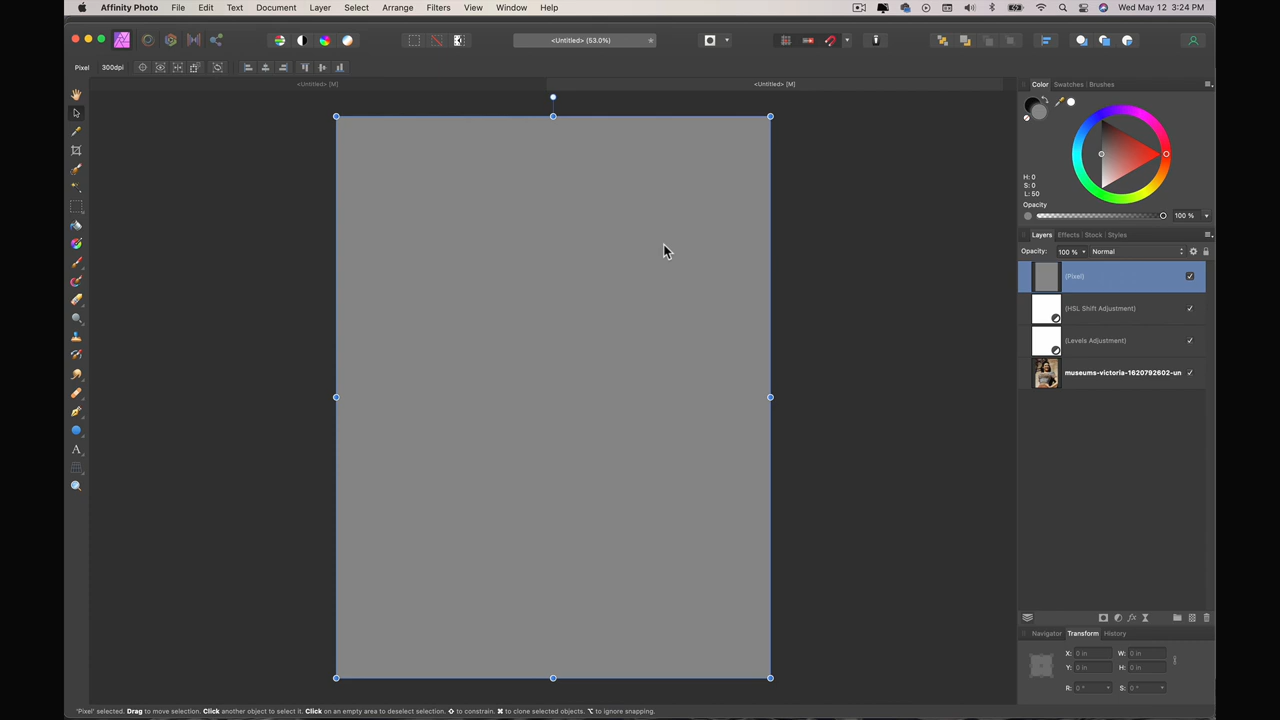 Affinity Photo File Edit Text Document Layer Select Arrange Filters View Window Help Wed May 12 3:24 PM
<Untitled> (53.0%)
Pixel 300dpi
<Untitled> [M] <Untitled> [M]
Color Swatches Brushes
H: 0
S: 0
L: 50
Opacity
100 %
Layers Effects Stock Styles
Opacity: 100 % Normal
(Pixel)
(HSL Shift Adjustment)
(Levels Adjustment)
museums-victoria-1620792602-un
A
fx
Navigator Transform History
X: 0 in W: 0 in
Y: 0 in H: 0 in
R: 0 ° S: 0 °
'Pixel' selected. Drag to move selection. Click another object to select it. Click on an empty area to deselect selection. ⇧ to constrain. ⌘ to clone selected objects. ⌥ to ignore snapping.